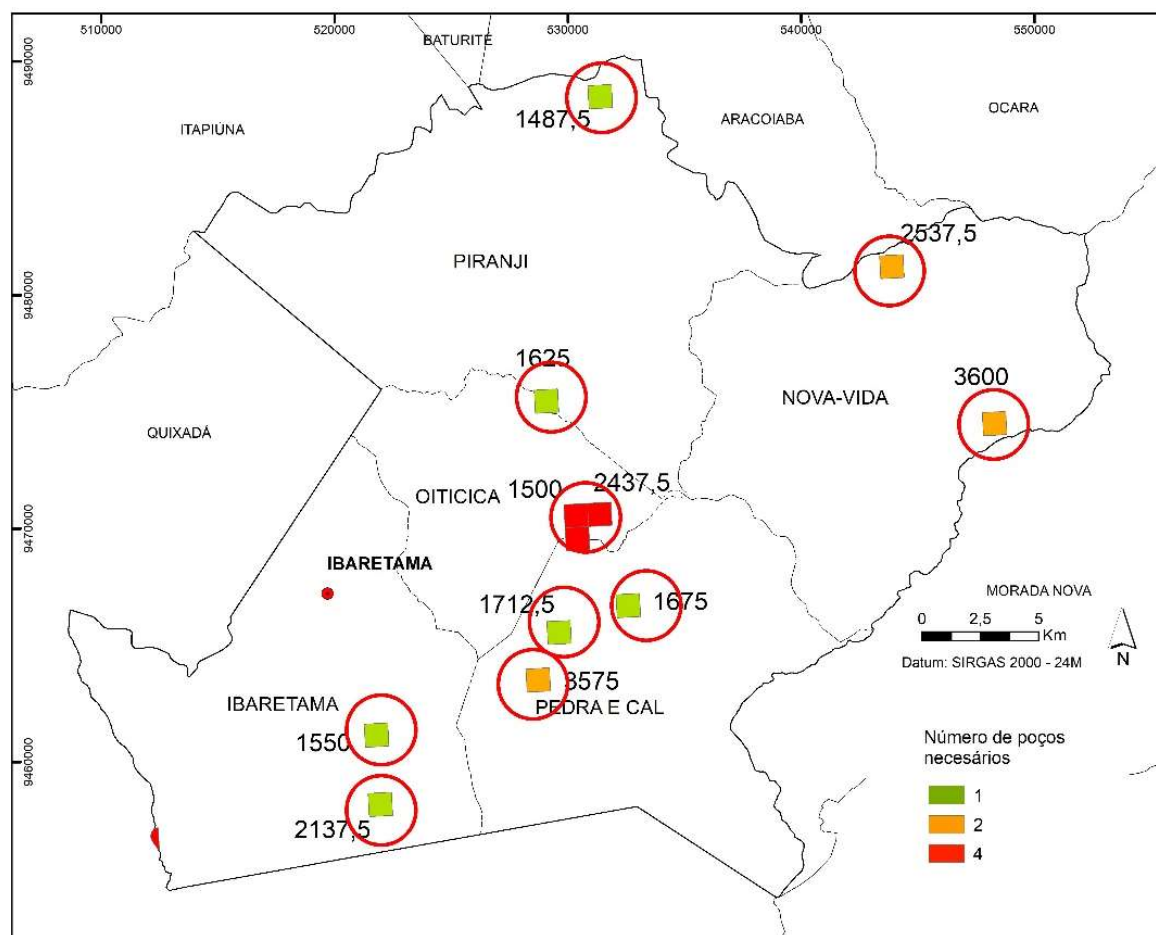 510000
520000
530000
540000
550000
BATURITÉ
9490000
1487,5
ITAPIÚNA
ARACOIABA
OCARA
2537,5
PIRANJI
9480000
1625
3600
NOVA-VIDA
QUIXADÁ
1500
2437,5
OITICICA
9470000
IBARETAMA
MORADA NOVA
1712,5
1675
0 2,5 5
Km
N
Datum: SIRGAS 2000 - 24M
3575
IBARETAMA
PEDRA E CAL
Número de poços
necesários
1550
9460000
1
2137,5
2
4